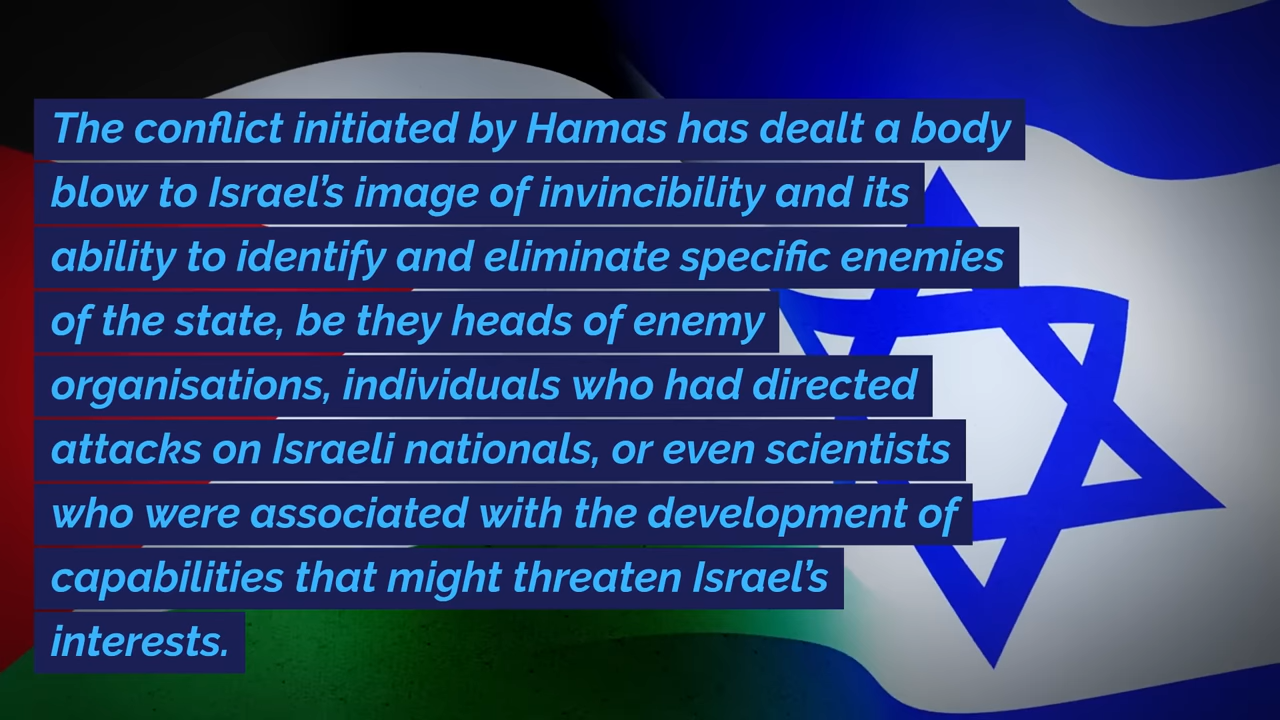 The conflict initiated by Hamas has dealt a body
blow to Israel’s image of invincibility and its
ability to identify and eliminate specific enemies
of the state, be they heads of enemy
organisations, individuals who had directed
attacks on Israeli nationals, or even scientists
who were associated with the development of
capabilities that might threaten Israel’s
interests.